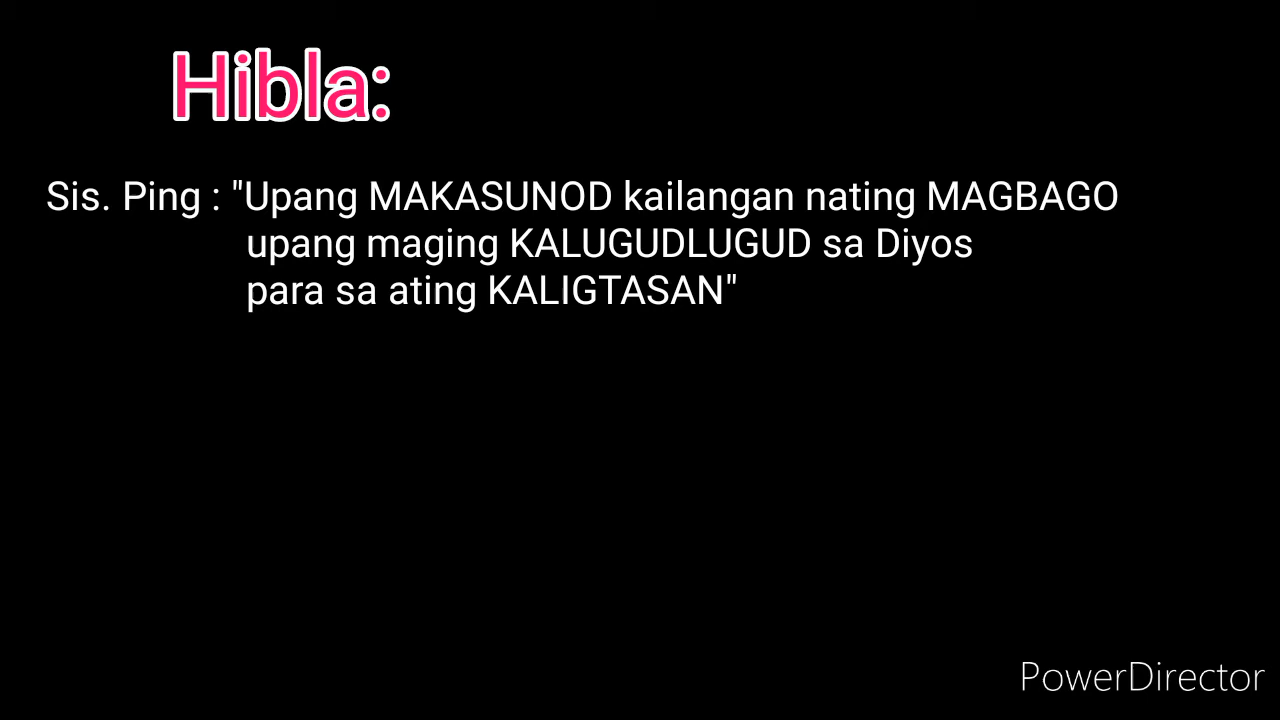 Hibla:
Sis. Ping : "Upang MAKASUNOD kailangan nating MAGBAGO
upang maging KALUGUDLUGUD sa Diyos
para sa ating KALIGTASAN"
PowerDirector